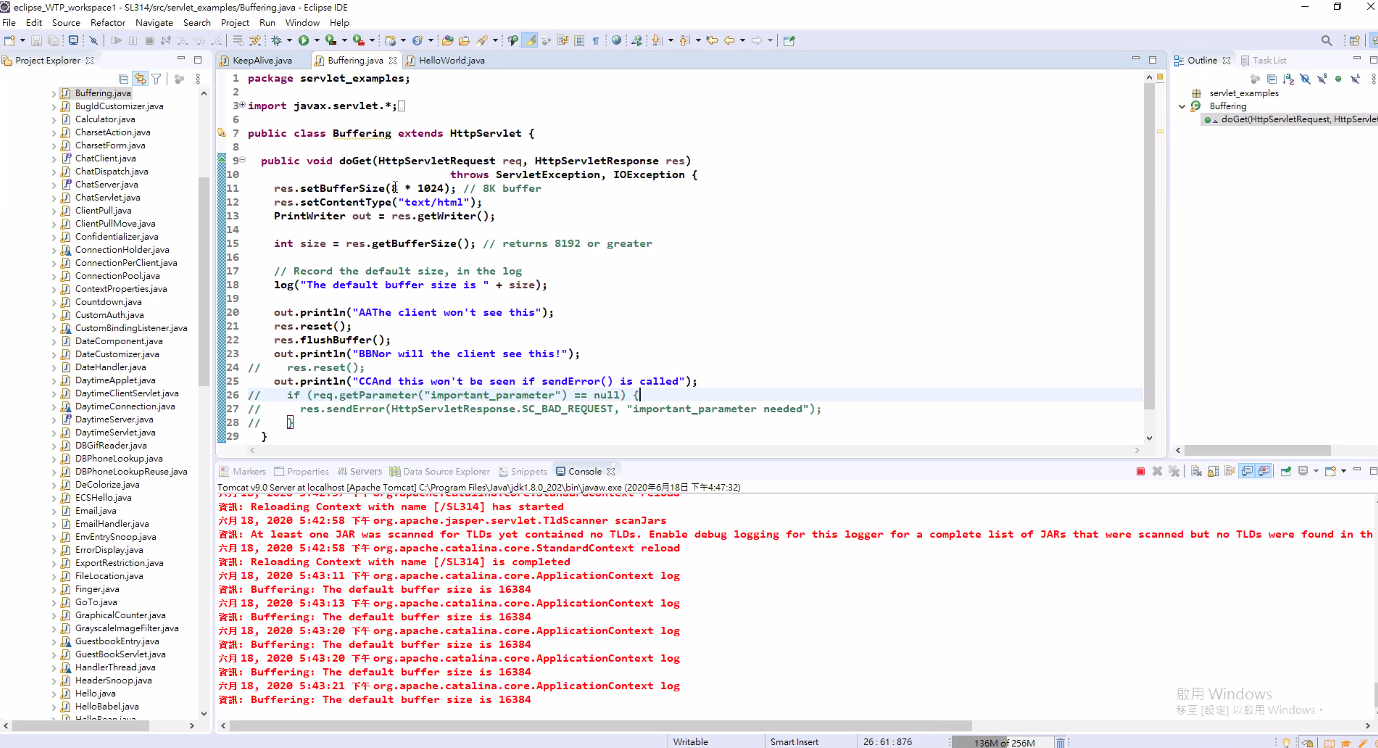 eclipse_WTP_workspace1 - SL314/src/servlet_examples/Buffering.java - Eclipse IDE
File Edit Source Refactor Navigate Search Project Run Window Help
Project Explorer
Buffering.java
BugIdCustomizer.java
Calculator.java
CharsetAction.java
CharsetForm.java
ChatClient.java
ChatDispatch.java
ChatServer.java
ChatServlet.java
ClientPull.java
ClientPullMove.java
Confidentializer.java
ConnectionHolder.java
ConnectionPerClient.java
ConnectionPool.java
ContextProperties.java
Countdown.java
CustomAuth.java
CustomBindingListener.java
DateComponent.java
DateCustomizer.java
DateHandler.java
DaytimeApplet.java
DaytimeClientServlet.java
DaytimeConnection.java
DaytimeServer.java
DaytimeServlet.java
DBGifReader.java
DBPhoneLookup.java
DBPhoneLookupReuse.java
DeColorize.java
ECSHello.java
Email.java
EmailHandler.java
EnvEntrySnoop.java
ErrorDisplay.java
ExportRestriction.java
FileLocation.java
Finger.java
GoTo.java
GraphicalCounter.java
GrayscaleImageFilter.java
GuestbookEntry.java
GuestBookServlet.java
HandlerThread.java
HeaderSnoop.java
Hello.java
HelloBabel.java
KeepAlive.java Buffering.java HelloWorld.java
1 package servlet_examples;
2
3 import javax.servlet.*;
6
7 public class Buffering extends HttpServlet {
8
9 public void doGet(HttpServletRequest req, HttpServletResponse res)
10 throws ServletException, IOException {
11 res.setBufferSize(8 * 1024); // 8K buffer
12 res.setContentType("text/html");
13 PrintWriter out = res.getWriter();
14
15 int size = res.getBufferSize(); // returns 8192 or greater
16
17 // Record the default size, in the log
18 log("The default buffer size is " + size);
19
20 out.println("AAThe client won't see this");
21 res.reset();
22 res.flushBuffer();
23 out.println("BBNor will the client see this!");
24 // res.reset();
25 out.println("CCAnd this won't be seen if sendError() is called");
26 // if (req.getParameter("important_parameter") == null) {
27 // res.sendError(HttpServletResponse.SC_BAD_REQUEST, "important_parameter needed");
28 // }
29 }
Outline Task List
servlet_examples
Buffering
doGet(HttpServletRequest, HttpServlet
Markers Properties Servers Data Source Explorer Snippets Console
Tomcat v9.0 Server at localhost [Apache Tomcat] C:\Program Files\Java\jdk1.8.0_202\bin\javaw.exe (2020年6月18日 下午4:47:32)
六月 18, 2020 5:42:57 下午 org.apache.catalina.core.StandardContext reload
資訊: Reloading Context with name [/SL314] has started
六月 18, 2020 5:42:58 下午 org.apache.jasper.servlet.TldScanner scanJars
資訊: At least one JAR was scanned for TLDs yet contained no TLDs. Enable debug logging for this logger for a complete list of JARs that were scanned but no TLDs were found in th
六月 18, 2020 5:42:58 下午 org.apache.catalina.core.StandardContext reload
資訊: Reloading Context with name [/SL314] is completed
六月 18, 2020 5:43:11 下午 org.apache.catalina.core.ApplicationContext log
資訊: Buffering: The default buffer size is 16384
六月 18, 2020 5:43:13 下午 org.apache.catalina.core.ApplicationContext log
資訊: Buffering: The default buffer size is 16384
六月 18, 2020 5:43:20 下午 org.apache.catalina.core.ApplicationContext log
資訊: Buffering: The default buffer size is 16384
六月 18, 2020 5:43:20 下午 org.apache.catalina.core.ApplicationContext log
資訊: Buffering: The default buffer size is 16384
六月 18, 2020 5:43:21 下午 org.apache.catalina.core.ApplicationContext log
資訊: Buffering: The default buffer size is 16384
啟用 Windows
移至 [設定] 以啟用 Windows。
Writable Smart Insert 26 : 61 : 876 136M of 256M